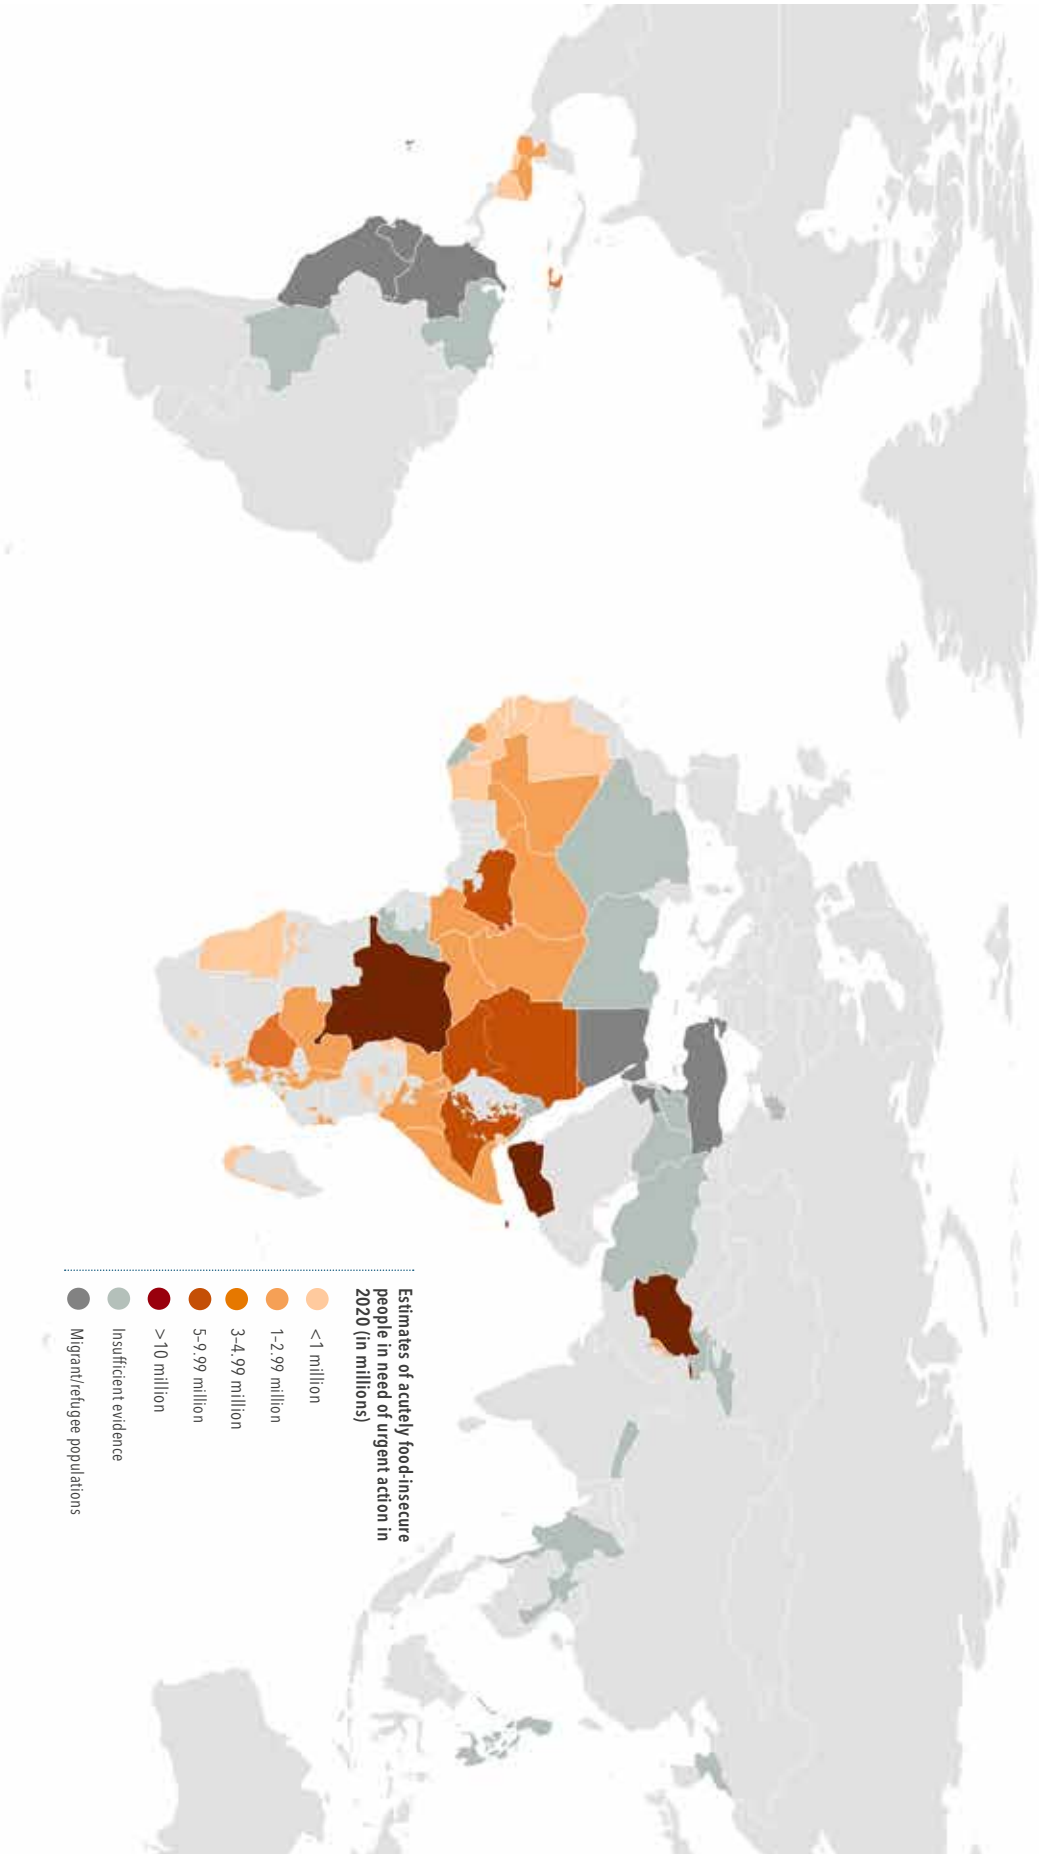 Estimates of acutely food-insecure
people in need of urgent action in
2020 (in millions)
<1 million
1–2.99 million
3–4.99 million
5–9.99 million
>10 million
Insufficient evidence
Migrant/refugee populations